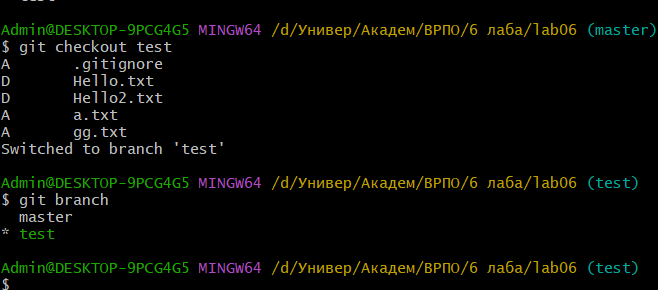 Admin@DESKTOP-9PCG4G5 MINGW64 /d/Универ/Академ/ВРПО/6 лаба/lab06 (master)
$ git checkout test
A       .gitignore
D       Hello.txt
D       Hello2.txt
A       a.txt
A       gg.txt
Switched to branch 'test'
Admin@DESKTOP-9PCG4G5 MINGW64 /d/Универ/Академ/ВРПО/6 лаба/lab06 (test)
$ git branch
  master
* test
Admin@DESKTOP-9PCG4G5 MINGW64 /d/Универ/Академ/ВРПО/6 лаба/lab06 (test)
$